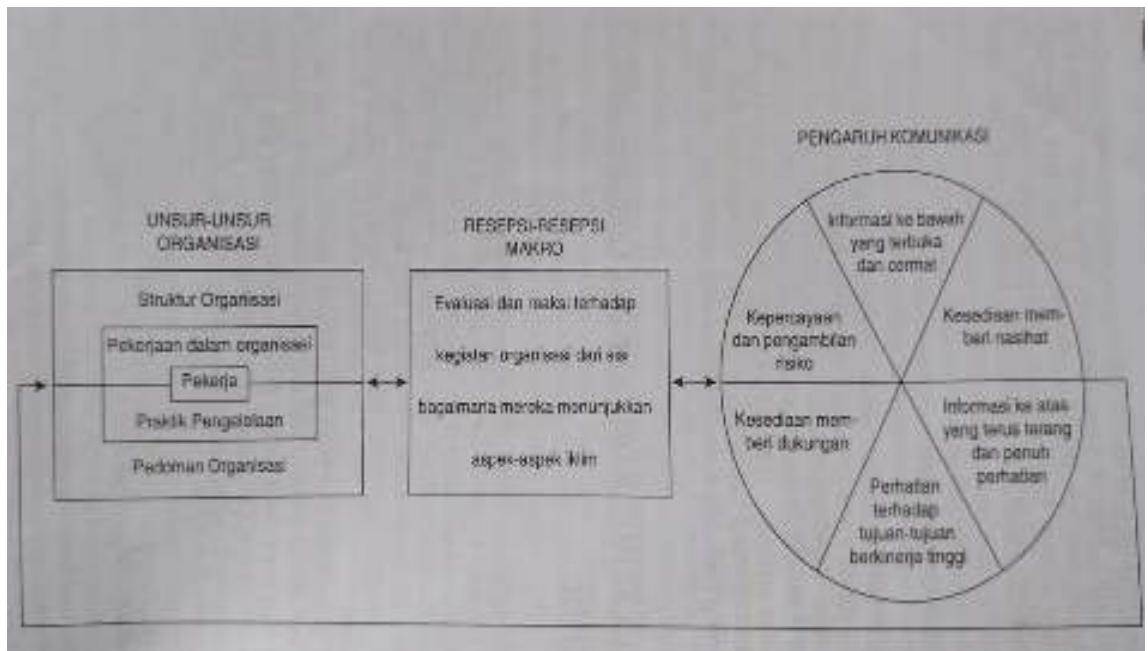 UNSUR-UNSUR
ORGANISASI
Struktur Organisasi
Pekerjaan dalam organisasi
Pekerja
Praktik Pengelolaan
Pedoman Organisasi
RESEPSI-RESEPSI
MAKRO
Evaluasi dan reaksi terhadap
kegiatan organisasi dari sisi
bagaimana mereka menunjukkan
aspek-aspek iklim
PENGARUH KOMUNIKASI
Informasi ke bawah
yang terbuka
dan cermat
Kesediaan mem-
beri nasihat
Informasi ke atas
yang terus terang
dan penuh
perhatian
Perhatian
terhadap
tujuan-tujuan
berkinerja tinggi
Kesediaan mem-
beri dukungan
Kepercayaan
dan pengambilan
risiko